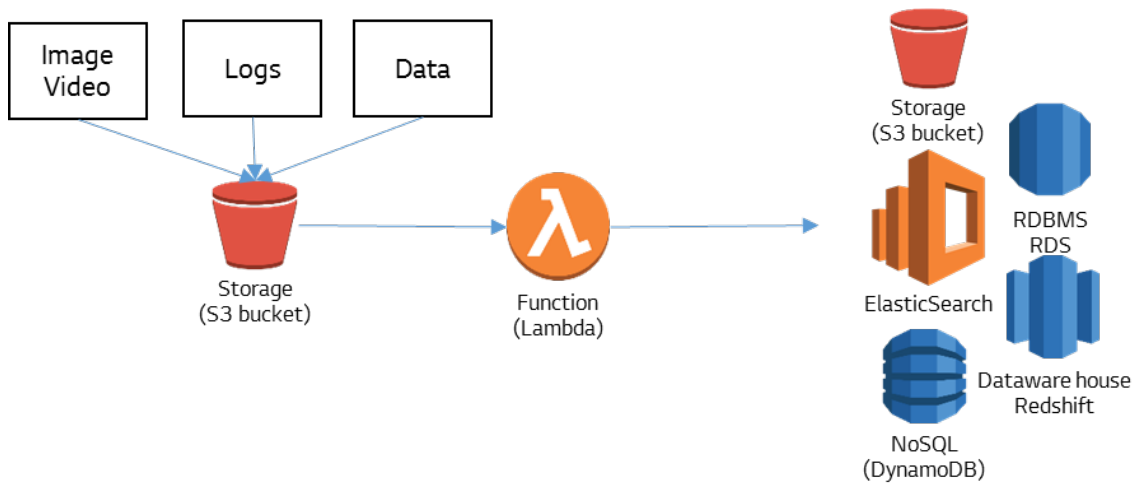 Image
Video
Logs
Data
Storage
(S3 bucket)
Function
(Lambda)
Storage
(S3 bucket)
RDBMS
RDS
ElasticSearch
Dataware house
Redshift
NoSQL
(DynamoDB)